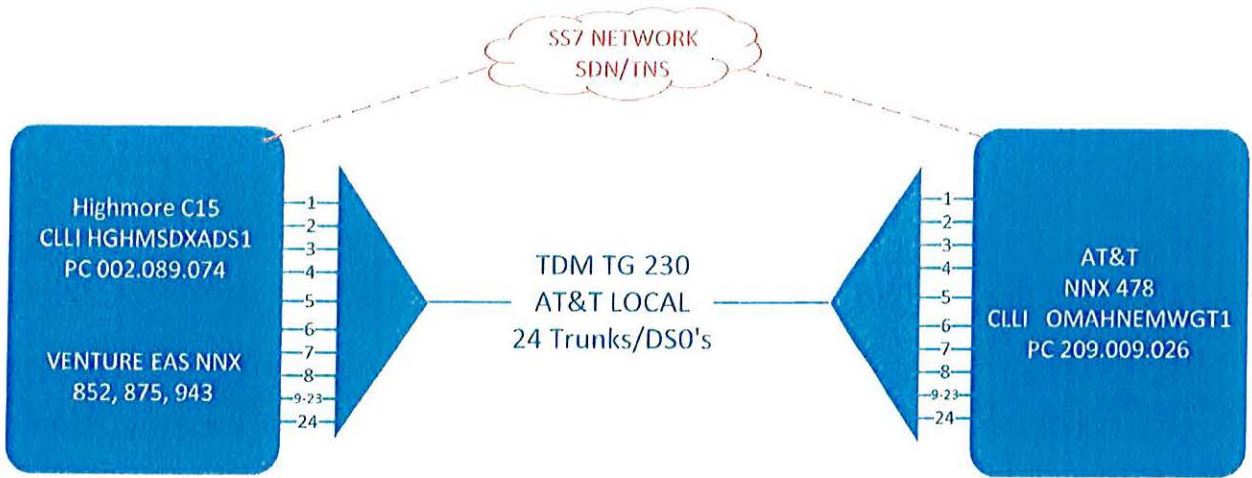 SS7 NETWORK
SDN/TNS
Highmore C15
CLLI HGHMSDXADS1
PC 002.089.074
VENTURE EAS NNX
852, 875, 943
1
2
3
4
5
6
7
8
9-23
24
TDM TG 230
AT&T LOCAL
24 Trunks/DS0's
1
2
3
4
5
6
7
8
9-23
24
AT&T
NNX 478
CLLI OMAHNEMWGT1
PC 209.009.026